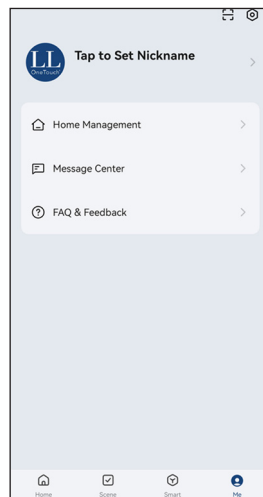 LL
OneTouch
Tap to Set Nickname
Home Management
Message Center
FAQ & Feedback
Home
Scene
Smart
Me